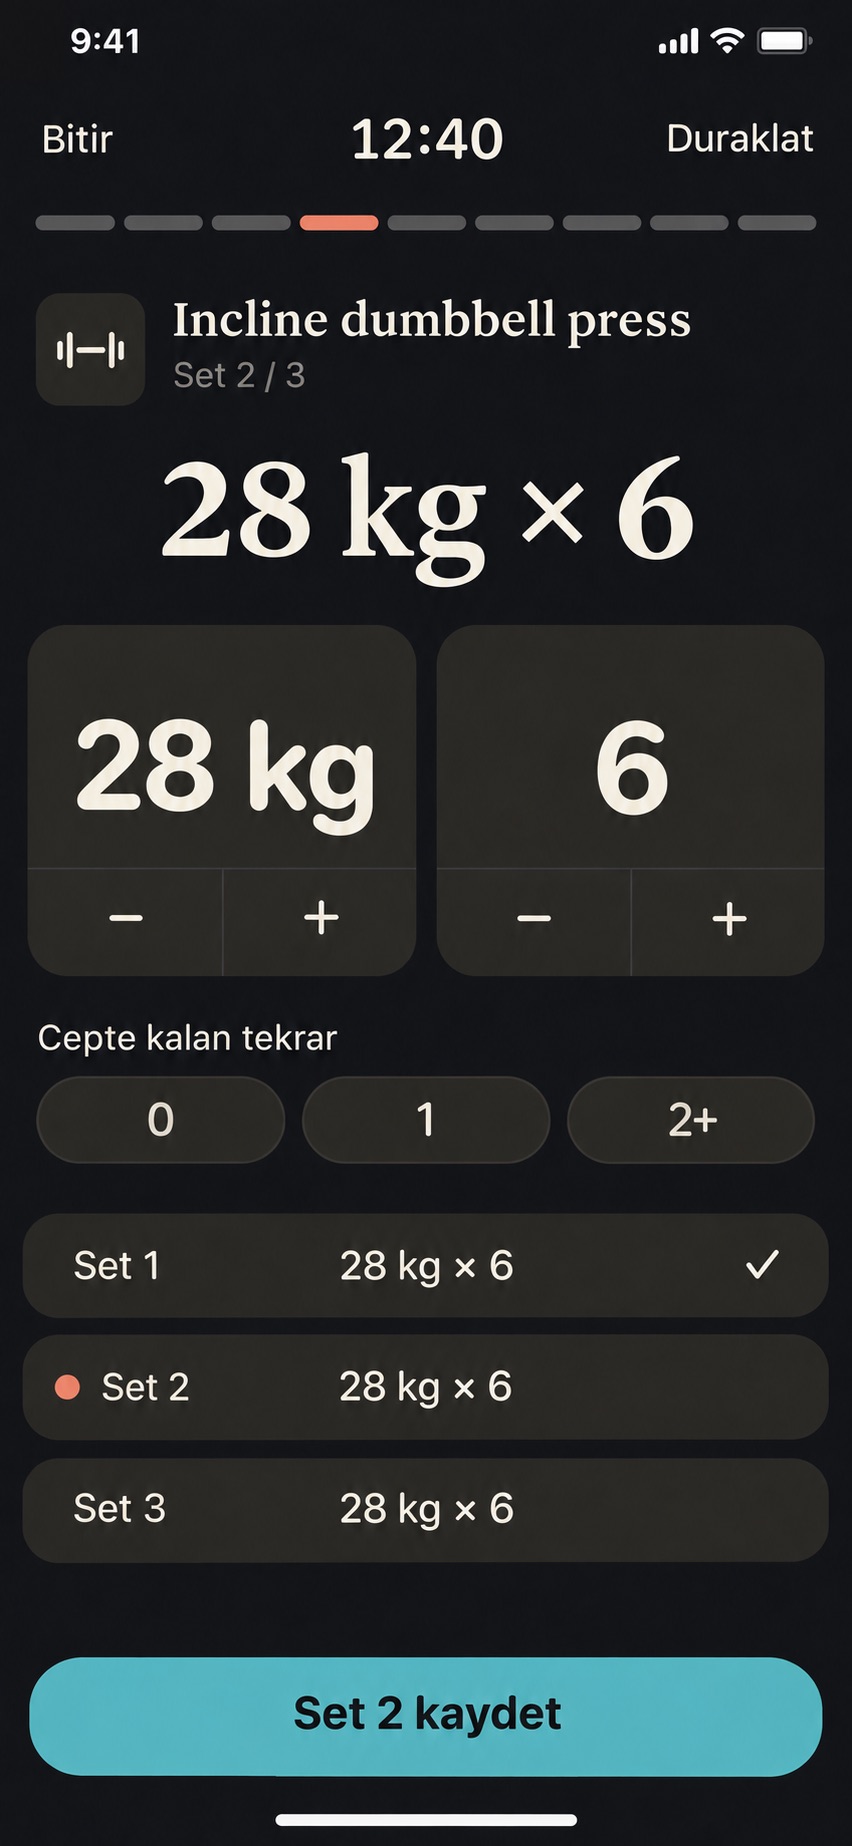 9:41
Bitir 12:40 Duraklat
Incline dumbbell press
Set 2 / 3
28 kg × 6
28 kg 6
− + − +
Cepte kalan tekrar
0 1 2+
Set 1 28 kg × 6 ✓
Set 2 28 kg × 6
Set 3 28 kg × 6
Set 2 kaydet